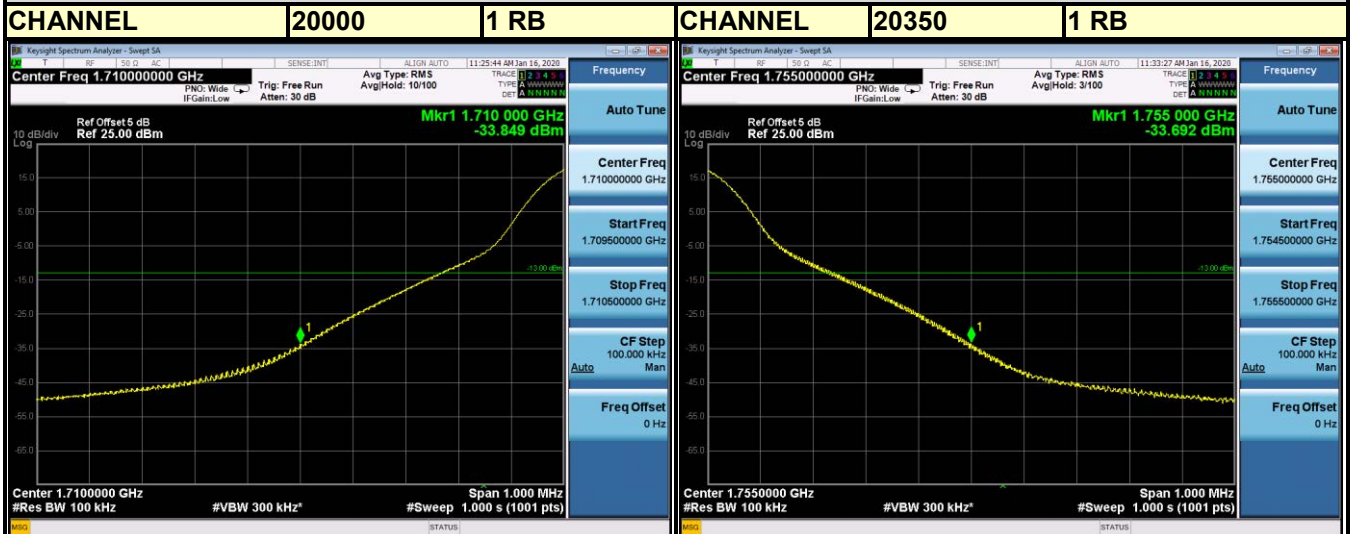 CHANNEL 20000 1 RB CHANNEL 20350 1 RB
Keysight Spectrum Analyzer - Swept SA
T RF 50 Ω AC SENSE:INT ALIGN AUTO 11:25:44 AM Jan 16, 2020
Center Freq 1.710000000 GHz
PNO: Wide
IFGain:Low
Trig: Free Run
Atten: 30 dB
Avg Type: RMS
Avg|Hold: 10/100
TRACE 1 2 3 4 5 6
TYPE A WWWWW
DET A NNNNN
Mkr1 1.710 000 GHz
-33.849 dBm
Ref Offset 5 dB
10 dB/div Ref 25.00 dBm
Log
15.0
5.00
-5.00
-13.00 dBm
-15.0
-25.0
1
-35.0
-45.0
-55.0
-65.0
Center 1.7100000 GHz Span 1.000 MHz
#Res BW 100 kHz #VBW 300 kHz* #Sweep 1.000 s (1001 pts)
MSG STATUS
Frequency
Auto Tune
Center Freq
1.710000000 GHz
Start Freq
1.709500000 GHz
Stop Freq
1.710500000 GHz
CF Step
100.000 kHz
Auto Man
Freq Offset
0 Hz
Keysight Spectrum Analyzer - Swept SA
T RF 50 Ω AC SENSE:INT ALIGN AUTO 11:33:27 AM Jan 16, 2020
Center Freq 1.755000000 GHz
PNO: Wide
IFGain:Low
Trig: Free Run
Atten: 30 dB
Avg Type: RMS
Avg|Hold: 3/100
TRACE 1 2 3 4 5 6
TYPE A WWWWW
DET A NNNNN
Mkr1 1.755 000 GHz
-33.692 dBm
Ref Offset 5 dB
10 dB/div Ref 25.00 dBm
Log
15.0
5.00
-5.00
-13.00 dBm
-15.0
-25.0
1
-35.0
-45.0
-55.0
-65.0
Center 1.7550000 GHz Span 1.000 MHz
#Res BW 100 kHz #VBW 300 kHz* #Sweep 1.000 s (1001 pts)
MSG STATUS
Frequency
Auto Tune
Center Freq
1.755000000 GHz
Start Freq
1.754500000 GHz
Stop Freq
1.755500000 GHz
CF Step
100.000 kHz
Auto Man
Freq Offset
0 Hz